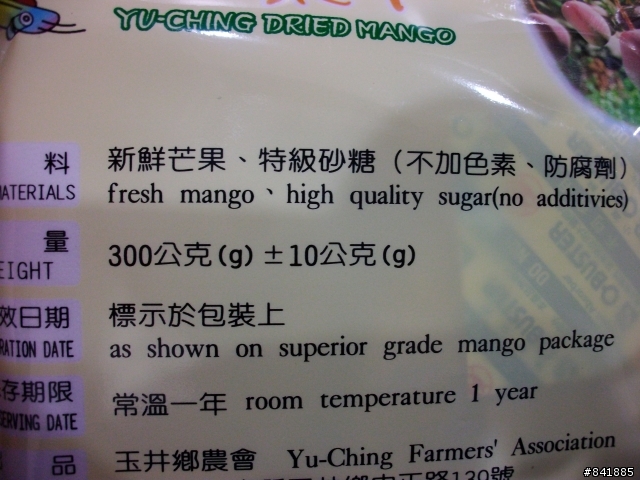 YU-CHING DRIED MANGO
料 新鮮芒果、特級砂糖（不加色素、防腐劑）
MATERIALS fresh mango、high quality sugar(no additivies)
量 300公克(g)±10公克(g)
EIGHT
效日期 標示於包裝上
RATION DATE as shown on superior grade mango package
存期限 常溫一年 room temperature 1 year
SERVING DATE
品 玉井鄉農會 Yu-Ching Farmers' Association
BUSTER
#841885